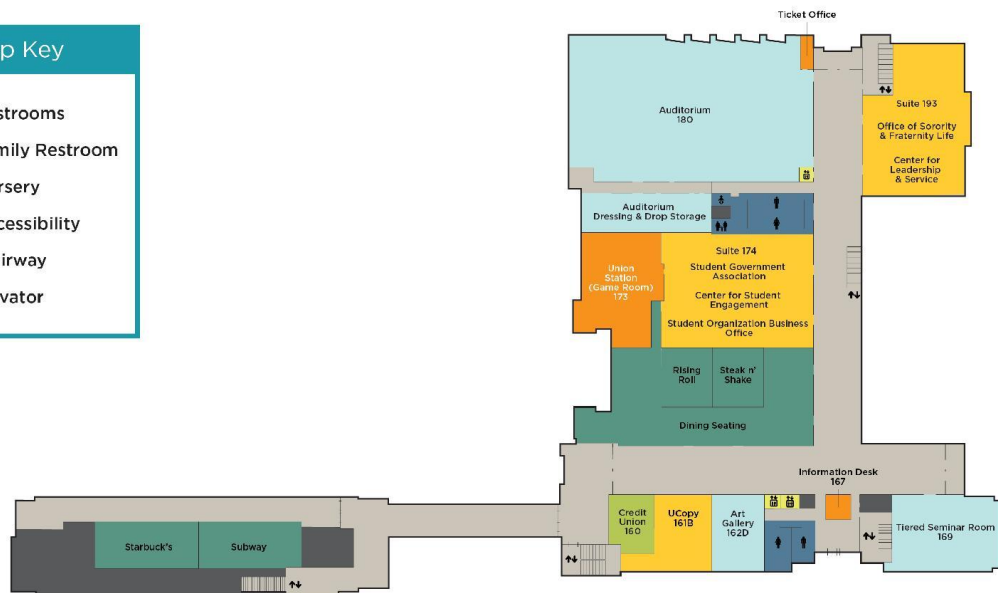 p Key
strooms
mily Restroom
rsery
cessibility
irway
vator
Ticket Office
Auditorium
180
Suite 193
Office of Sorority
& Fraternity Life
Center for
Leadership
& Service
Auditorium
Dressing & Drop Storage
Union
Station
(Game Room)
173
Suite 174
Student Government
Association
Center for Student
Engagement
Student Organization Business
Office
Rising
Roll
Steak n'
Shake
Dining Seating
Information Desk
167
Credit
Union
160
UCopy
161B
Art
Gallery
162D
Tiered Seminar Room
169
Starbuck's
Subway